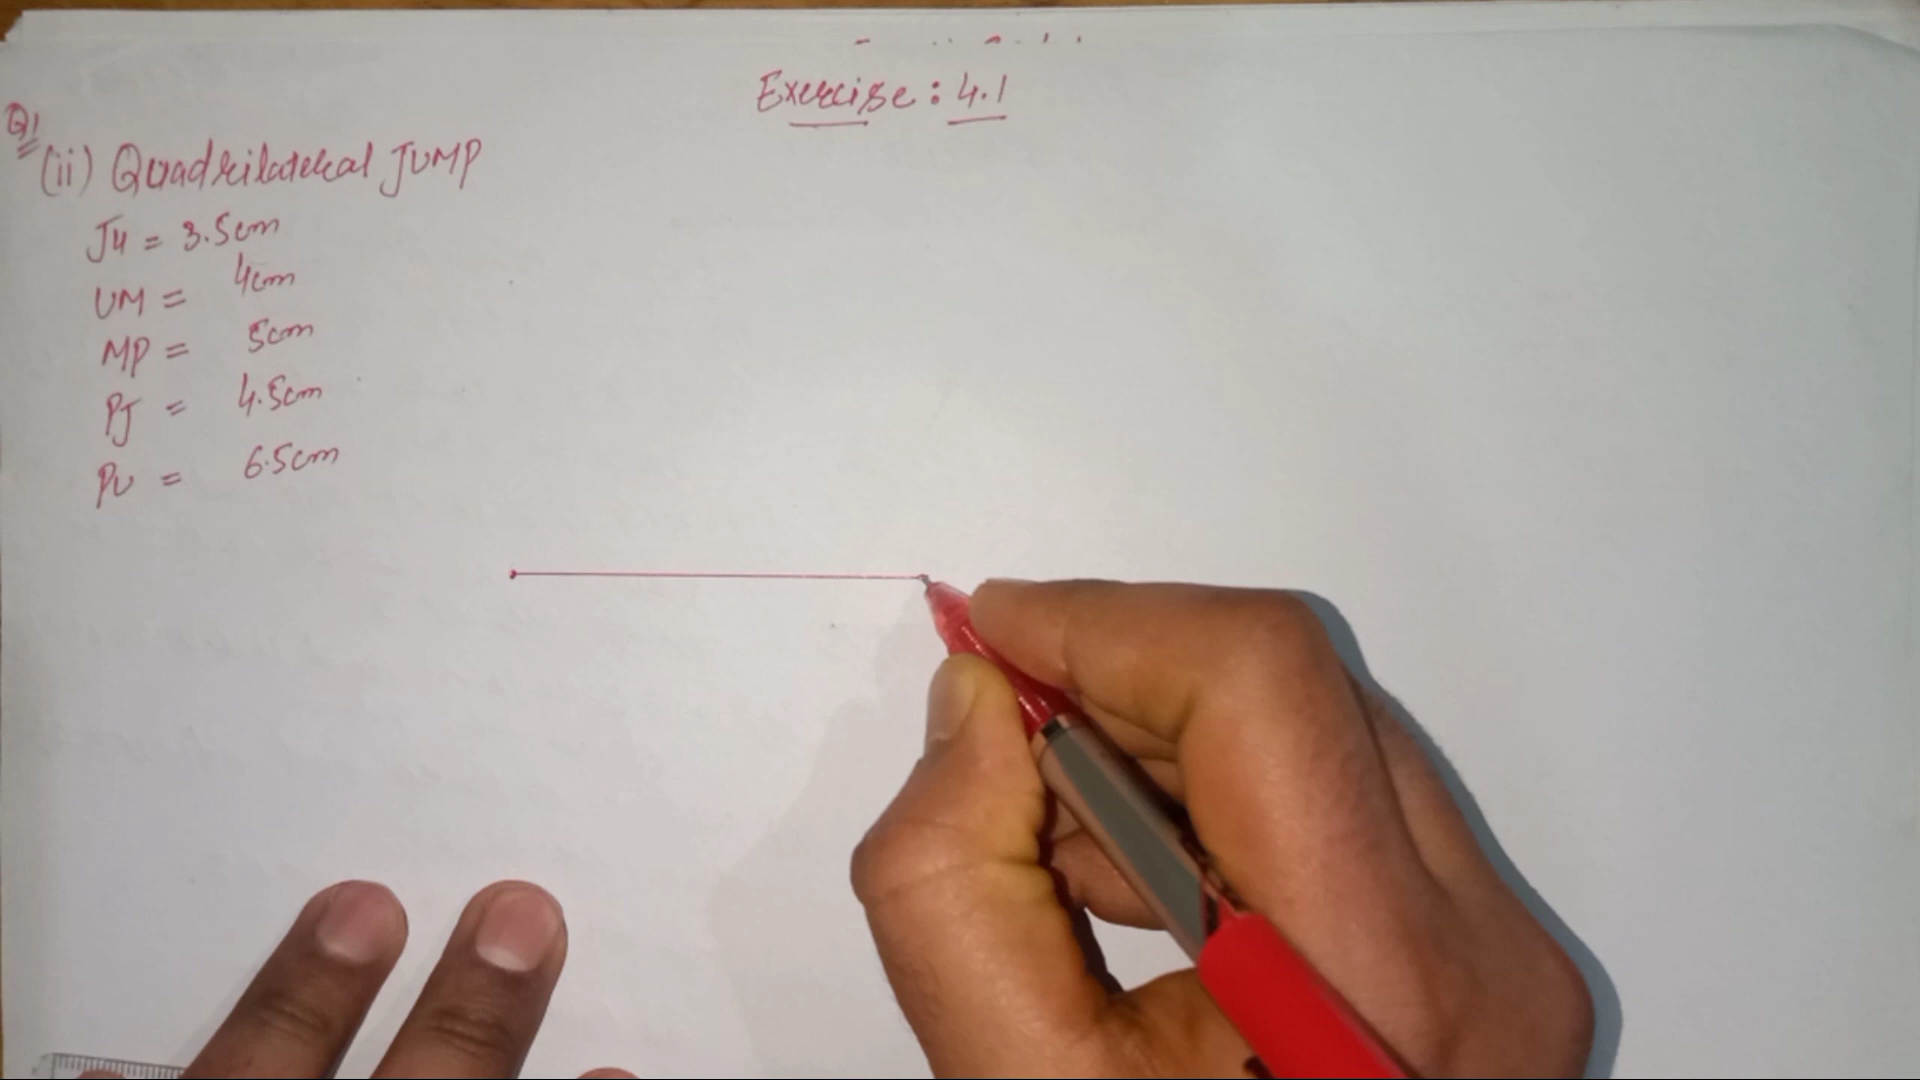 Exercise : 4.1
Q1
(ii) Quadrilateral JUMP
JU = 3.5cm
UM = 4cm
MP = 5cm
PJ = 4.5cm
PU = 6.5cm